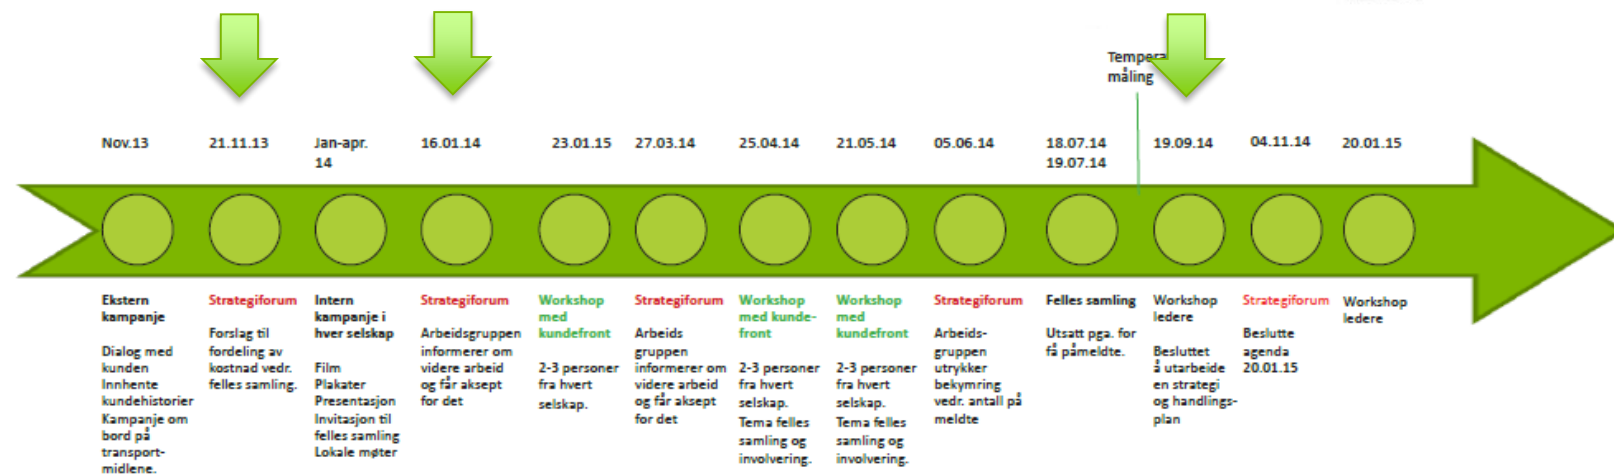 Tempera
måling
Nov.13
21.11.13
Jan-apr.
14
16.01.14
23.01.15
27.03.14
25.04.14
21.05.14
05.06.14
18.07.14
19.07.14
19.09.14
04.11.14
20.01.15
Ekstern
kampanje
Dialog med
kunden
Innhente
kundehistorier
Kampanje om
bord på
transport-
midlene.
Strategiforum
Forslag til
fordeling av
kostnad vedr.
felles samling.
Intern
kampanje i
hver selskap
Film
Plakater
Presentasjon
Invitasjon til
felles samling
Lokale møter
Strategiforum
Arbeidsgruppen
informerer om
videre arbeid
og får aksept
for det
Workshop
med
kundefront
2-3 personer
fra hvert
selskap.
Strategiforum
Arbeids
gruppen
informerer om
videre arbeid
og får aksept
for det
Workshop
med kunde-
front
2-3 personer
fra hvert
selskap.
Tema felles
samling og
involvering.
Workshop
med
kundefront
2-3 personer
fra hvert
selskap.
Tema felles
samling og
involvering.
Strategiforum
Arbeids-
gruppen
utrykker
bekymring
vedr. antall på
meldte
Felles samling
Utsatt pga. for
få påmeldte.
Workshop
ledere
Besluttet
å utarbeide
en strategi
og handlings-
plan
Strategiforum
Beslutte
agenda
20.01.15
Workshop
ledere